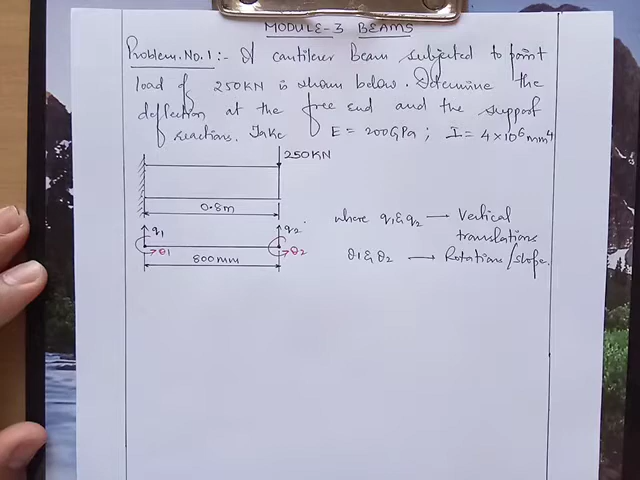 MODULE-3 BEAMS
Problem.No.1:- A cantilever Beam subjected to point
load of 250KN is shown below. Determine the
deflection at the free end and the support
reactions. Take E = 200GPa; I = 4×10⁶mm⁴
250KN
0.8m
q1 q2
θ1 θ2
800mm
where q1 & q2 → Vertical
translations
θ1 & θ2 → Rotations/slope.